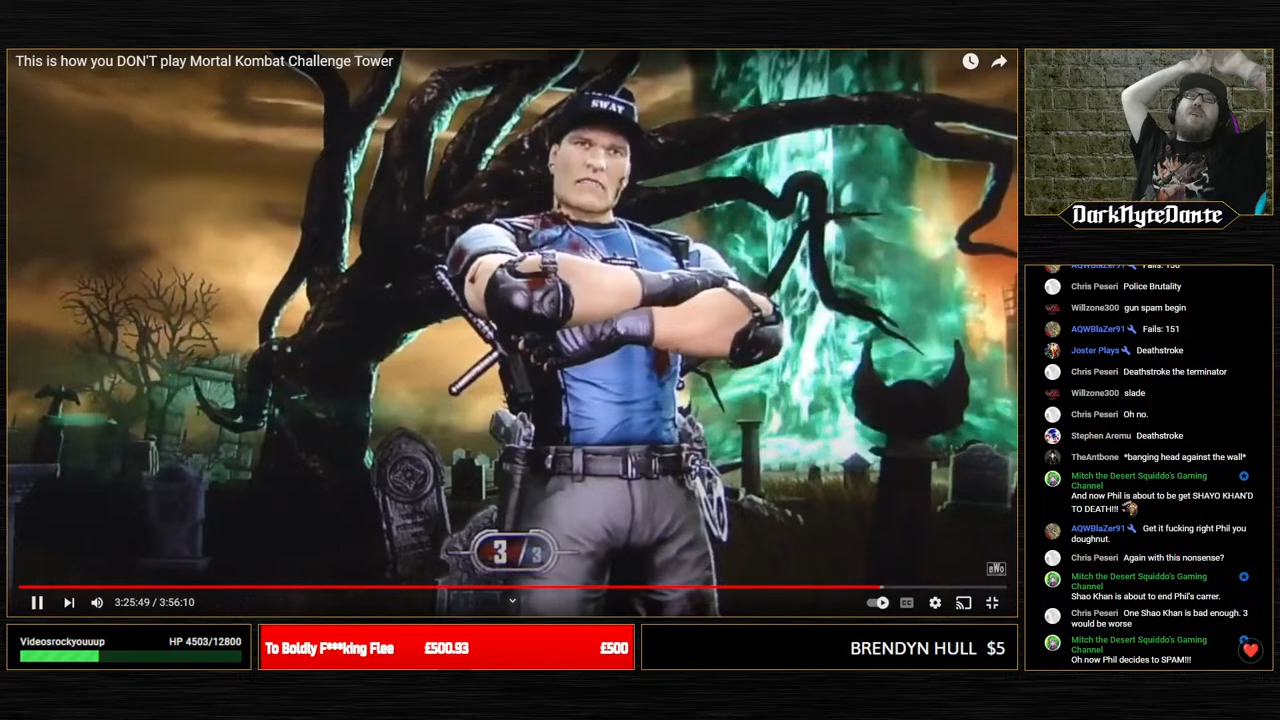 This is how you DON'T play Mortal Kombat Challenge Tower
SWAT
3 / 3
3:25:49 / 3:56:10
CC
BWO
DarkNyteDante
AQWBlaZer91 Fails: 150
Chris Peseri Police Brutality
Willzone300 gun spam begin
AQWBlaZer91 Fails: 151
Joster Plays Deathstroke
Chris Peseri Deathstroke the terminator
Willzone300 slade
Chris Peseri Oh no.
Stephen Aremu Deathstroke
TheAntbone *banging head against the wall*
Mitch the Desert Squiddo's Gaming
Channel
And now Phil is about to be get SHAYO KHAN'D
TO DEATH!!!
AQWBlaZer91 Get it fucking right Phil you
doughnut.
Chris Peseri Again with this nonsense?
Mitch the Desert Squiddo's Gaming
Channel
Shao Khan is about to end Phil's carrer.
Chris Peseri One Shao Khan is bad enough. 3
would be worse
Mitch the Desert Squiddo's Gaming
Channel
Oh now Phil decides to SPAM!!!
Videosrockyouuup HP 4503/12800
To Boldly F***king Flee £500.93 £500
BRENDYN HULL $5